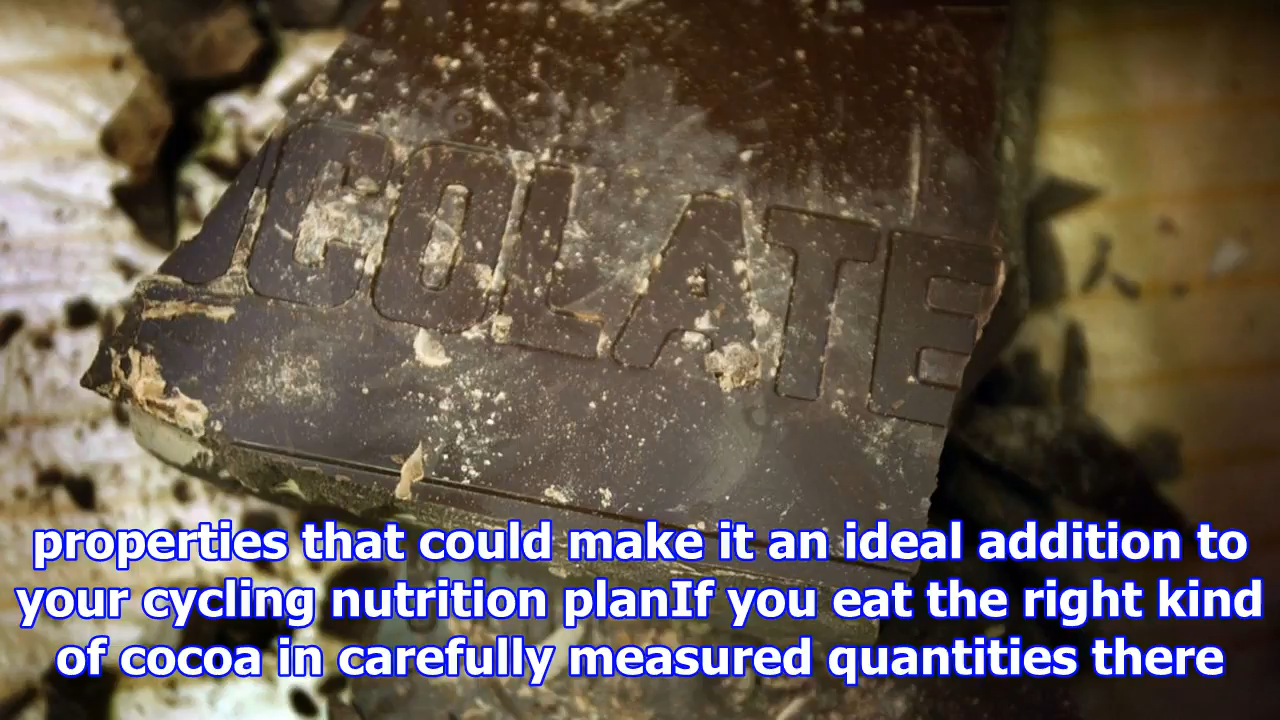 COLATE
properties that could make it an ideal addition to
your cycling nutrition planIf you eat the right kind
of cocoa in carefully measured quantities there